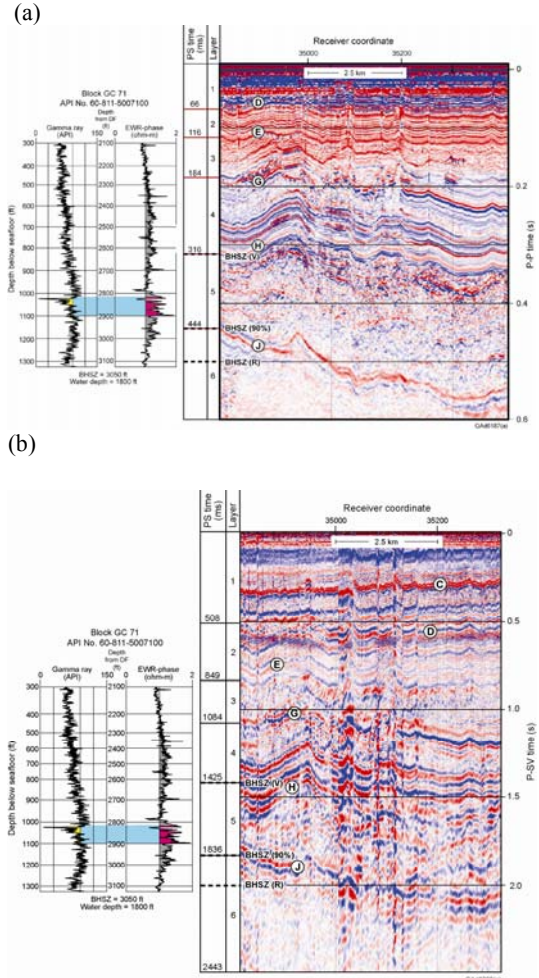 (a)
Block GC 71
API No. 60-811-5007100
Depth
from DF
(ft)
Gamma ray
(API)
EWR-phase
(ohm-m)
0
150
0
2
Depth below seafloor (ft)
300
400
500
600
700
800
900
1000
1100
1200
1300
2100
2200
2300
2400
2500
2600
2700
2800
2900
3000
3100
BHSZ = 3050 ft
Water depth = 1800 ft
PS time
(ms)
Layer
66
116
184
316
444
1
2
3
4
5
6
Receiver coordinate
35000
35200
2.5 km
D
E
G
H
BHSZ (V)
BHSZ (90%)
J
BHSZ (R)
0
0.2
0.4
0.6
P-P time (s)
QAd6187(a)
(b)
Block GC 71
API No. 60-811-5007100
Depth
from DF
(ft)
Gamma ray
(API)
EWR-phase
(ohm-m)
0
150
0
2
Depth below seafloor (ft)
300
400
500
600
700
800
900
1000
1100
1200
1300
2100
2200
2300
2400
2500
2600
2700
2800
2900
3000
3100
BHSZ = 3050 ft
Water depth = 1800 ft
PS time
(ms)
Layer
508
849
1084
1425
1836
2443
1
2
3
4
5
6
Receiver coordinate
35000
35200
2.5 km
C
D
E
G
BHSZ (V)
H
BHSZ (90%)
J
BHSZ (R)
0
0.5
1.0
1.5
2.0
P-SV time (s)